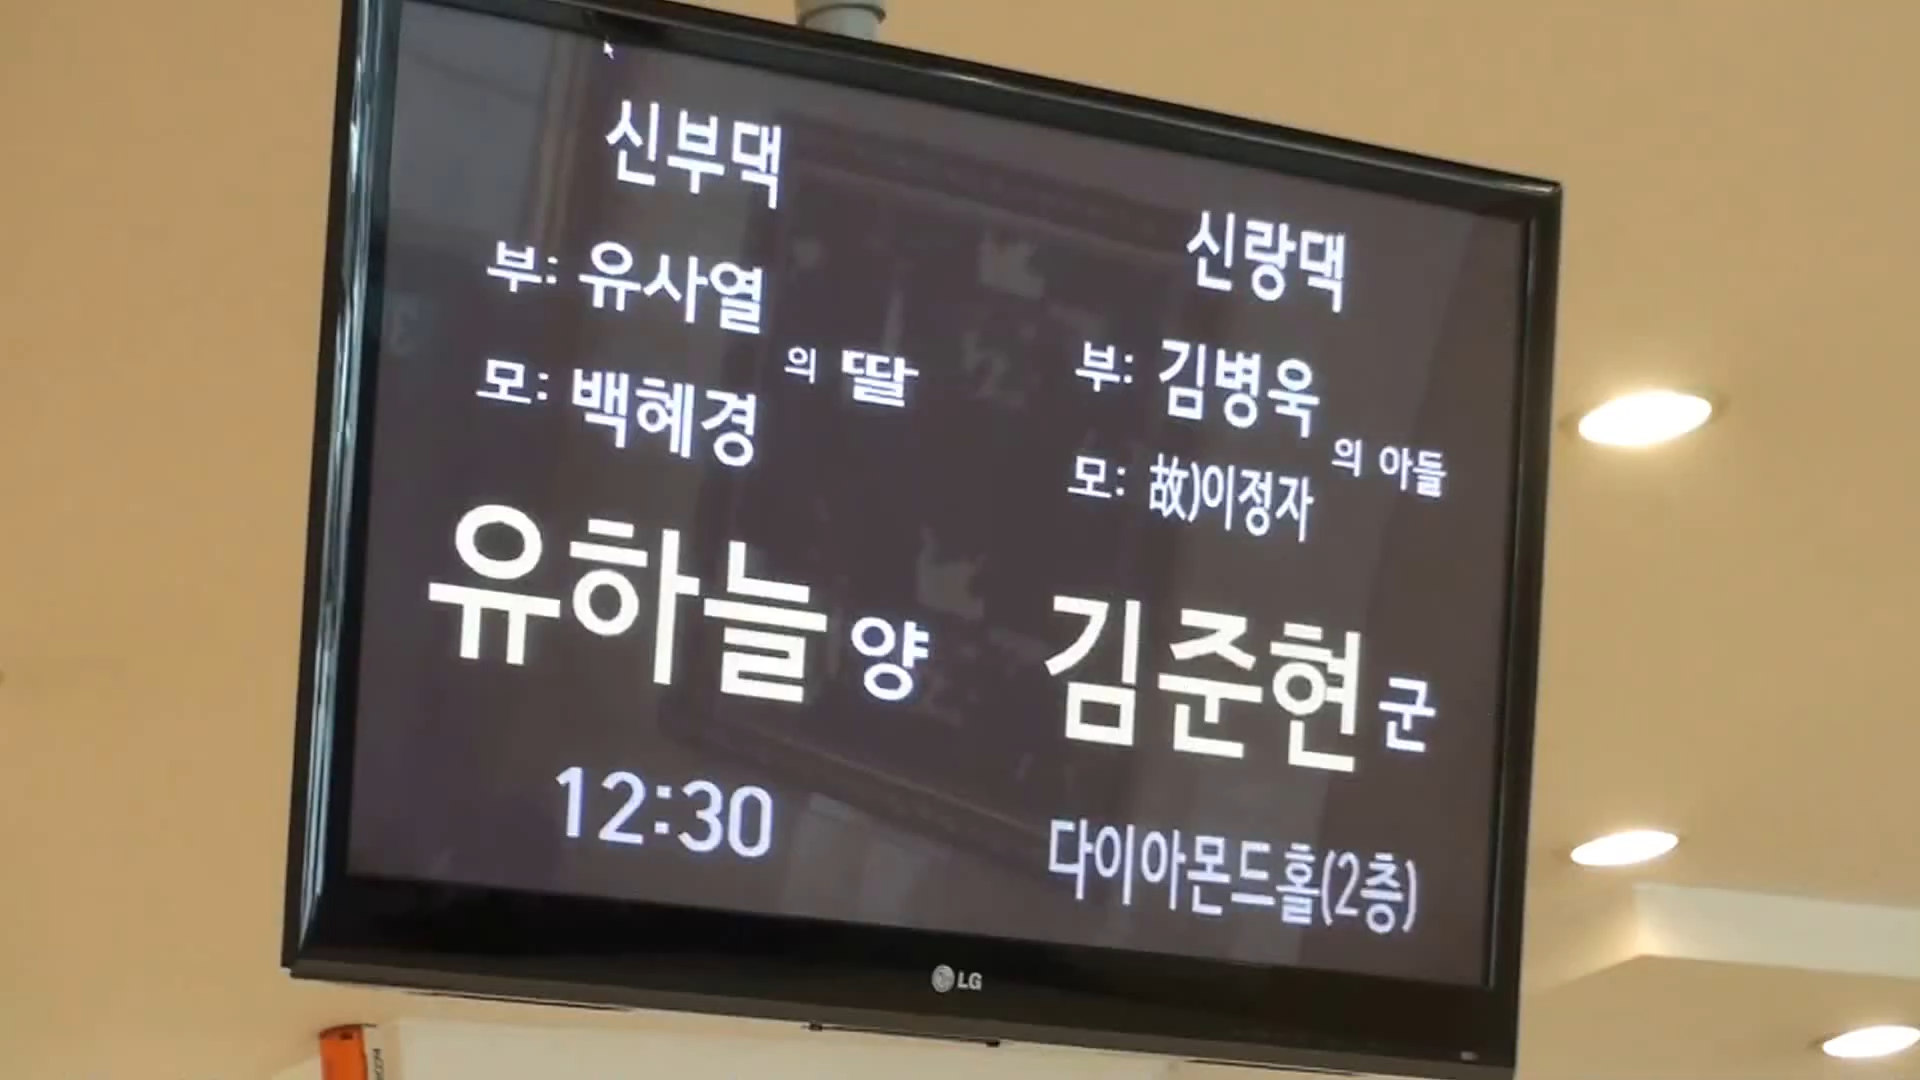 신부댁
부: 유사열
모: 백혜경
의 딸
유하늘 양
12:30
신랑댁
부: 김병욱
모: 故)이정자
의 아들
김준현 군
다이아몬드홀(2층)
LG